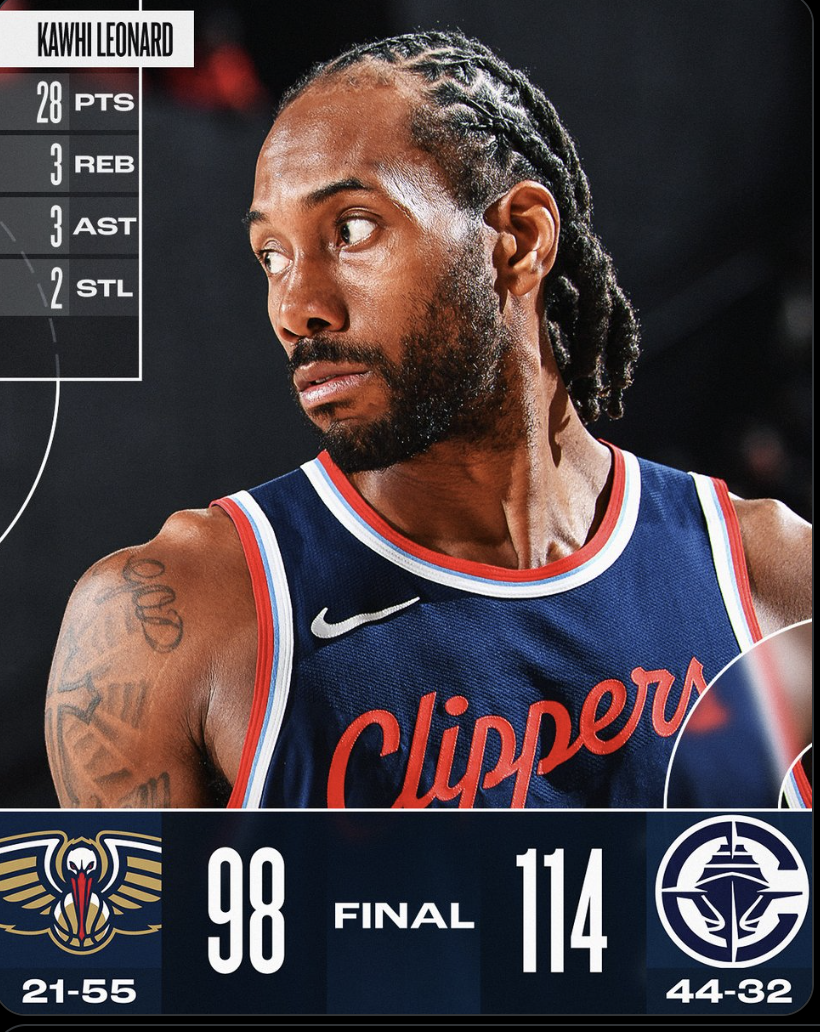 KAWHI LEONARD
28 PTS
3 REB
3 AST
2 STL
Clippers
98 FINAL 114
21-55 44-32